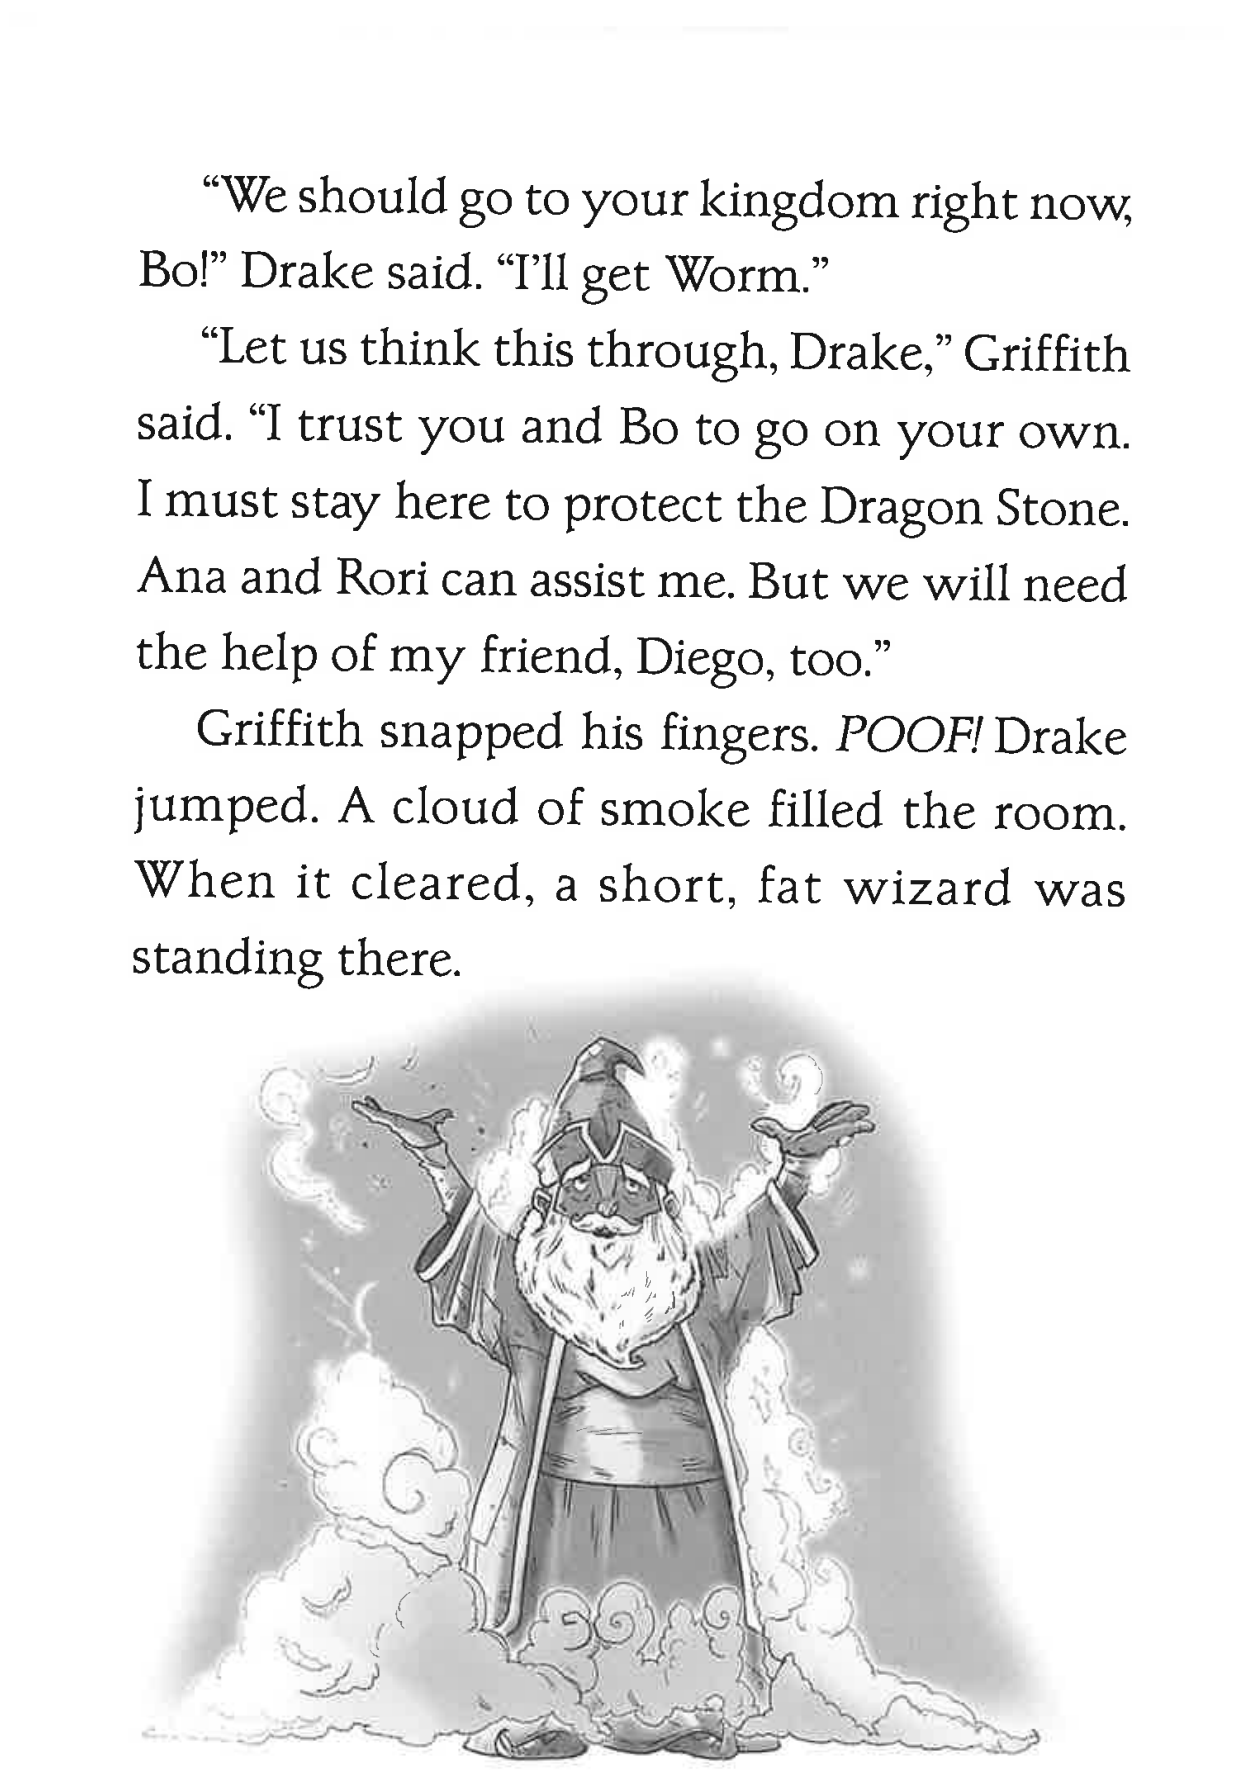 “We should go to your kingdom right now,
Bo!” Drake said. “I’ll get Worm.”
“Let us think this through, Drake,” Griffith
said. “I trust you and Bo to go on your own.
I must stay here to protect the Dragon Stone.
Ana and Rori can assist me. But we will need
the help of my friend, Diego, too.”
Griffith snapped his fingers. POOF! Drake
jumped. A cloud of smoke filled the room.
When it cleared, a short, fat wizard was
standing there.